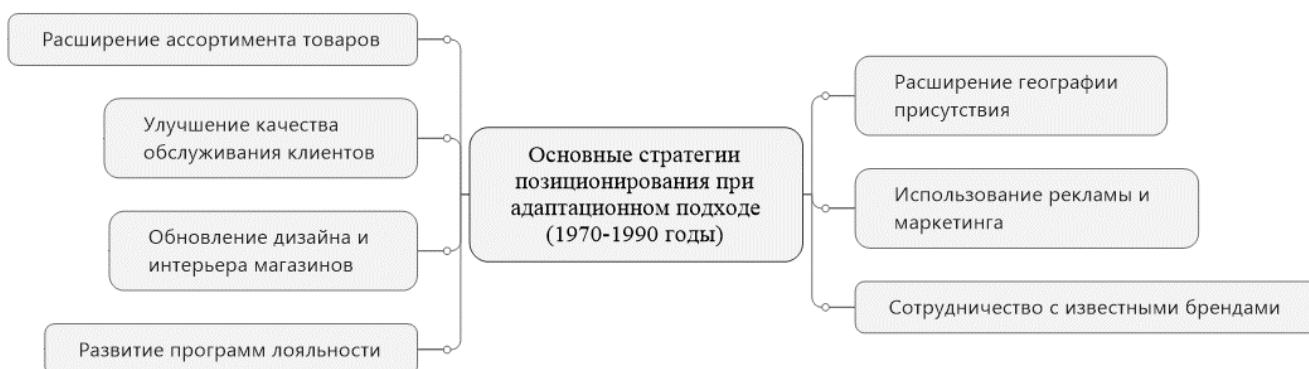 Расширение ассортимента товаров
Улучшение качества
обслуживания клиентов
Обновление дизайна и
интерьера магазинов
Развитие программ лояльности
Основные стратегии
позиционирования при
адаптационном подходе
(1970-1990 годы)
Расширение географии
присутствия
Использование рекламы и
маркетинга
Сотрудничество с известными брендами